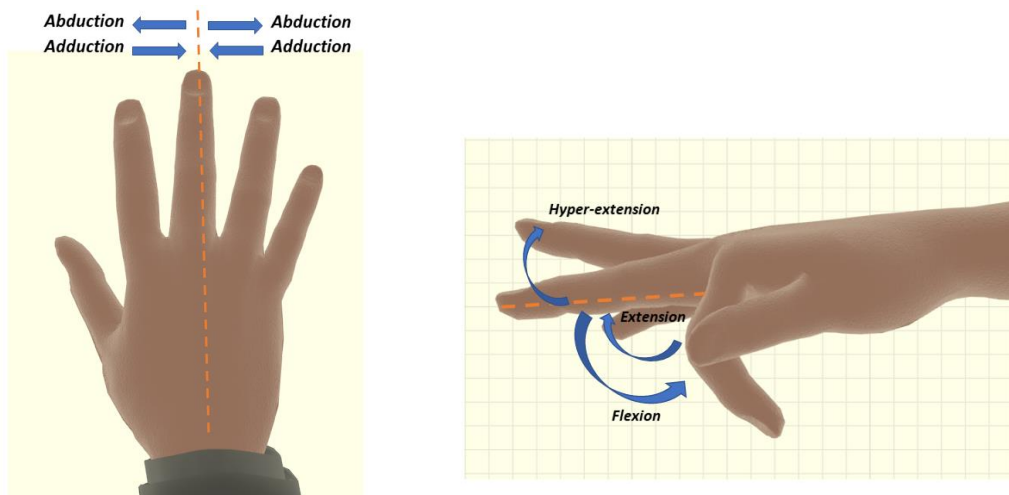 Abduction Abduction
Adduction Adduction
Hyper-extension
Extension
Flexion